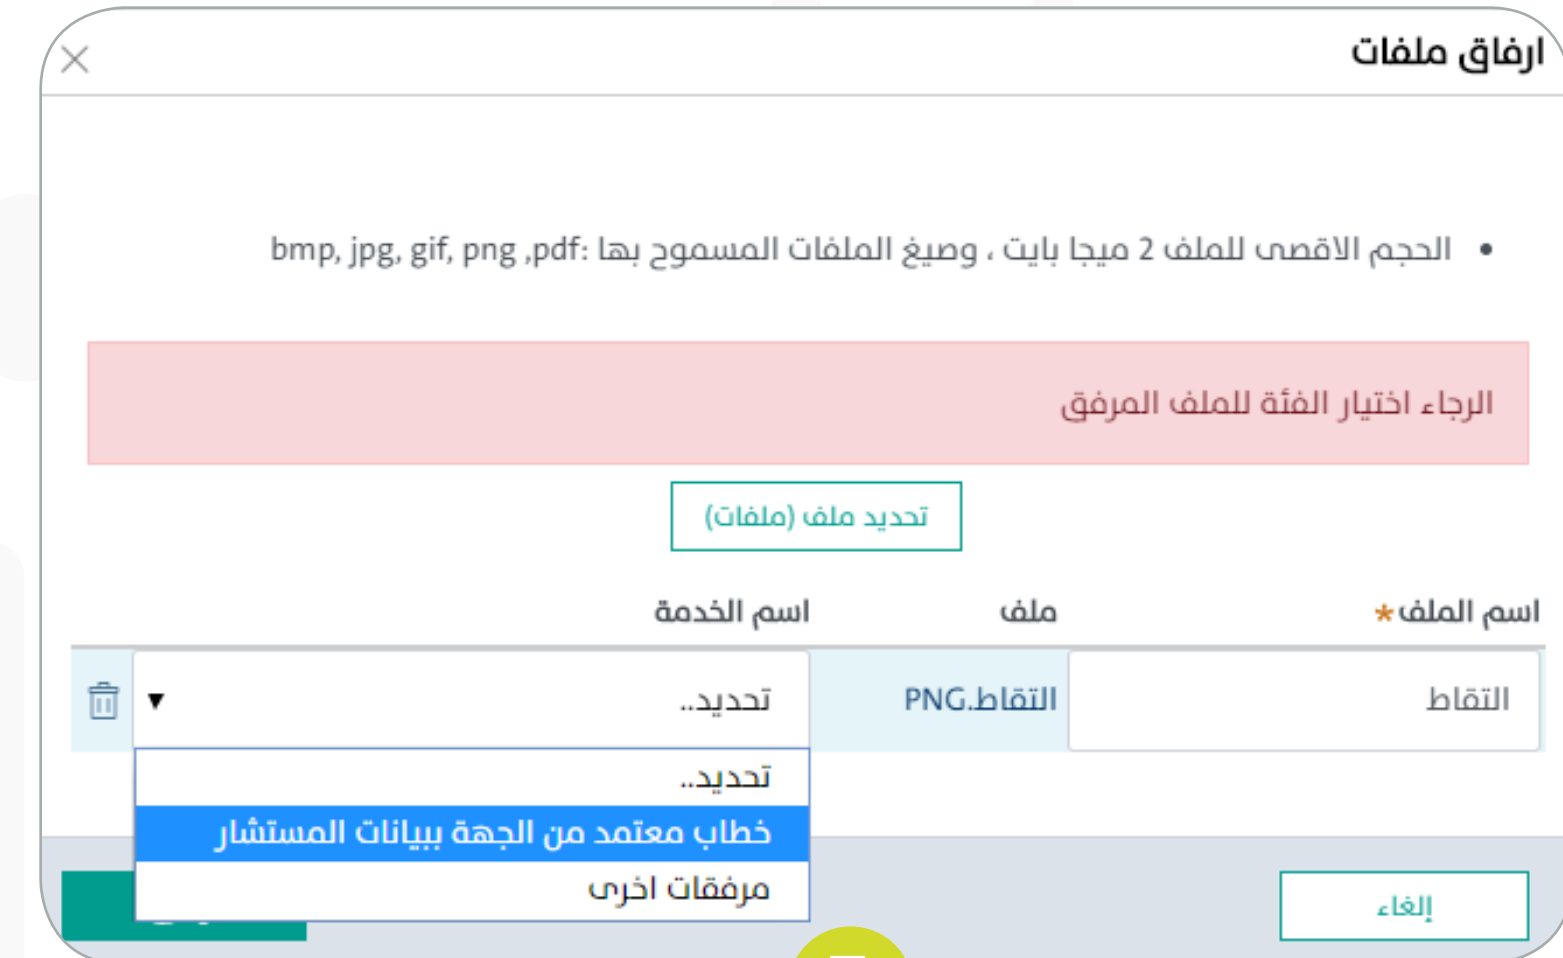 ارفاق ملفات
• الحجم الاقصى للملف 2 ميجا بايت ، وصيغ الملفات المسموح بها :bmp, jpg, gif, png ,pdf
الرجاء اختيار الفئة للملف المرفق
تحديد ملف (ملفات)
اسم الملف* ملف اسم الخدمة
التقاط التقاط.PNG تحديد..
تحديد..
خطاب معتمد من الجهة ببيانات المستشار
مرفقات اخرى
إلغاء